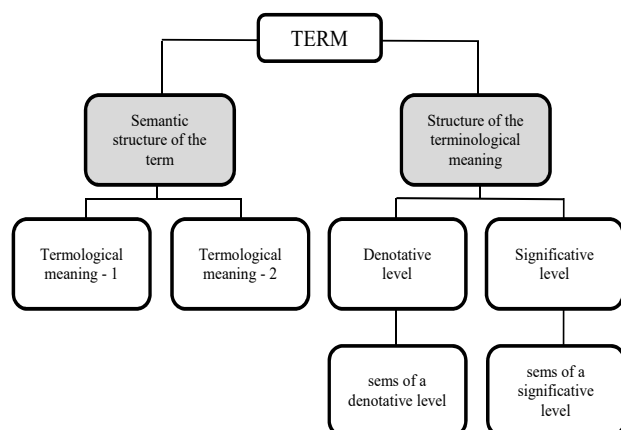 TERM
Semantic
structure of the
term
Structure of the
terminological
meaning
Termological
meaning - 1
Termological
meaning - 2
Denotative
level
Significative
level
sems of a
denotative level
sems of a
significative level